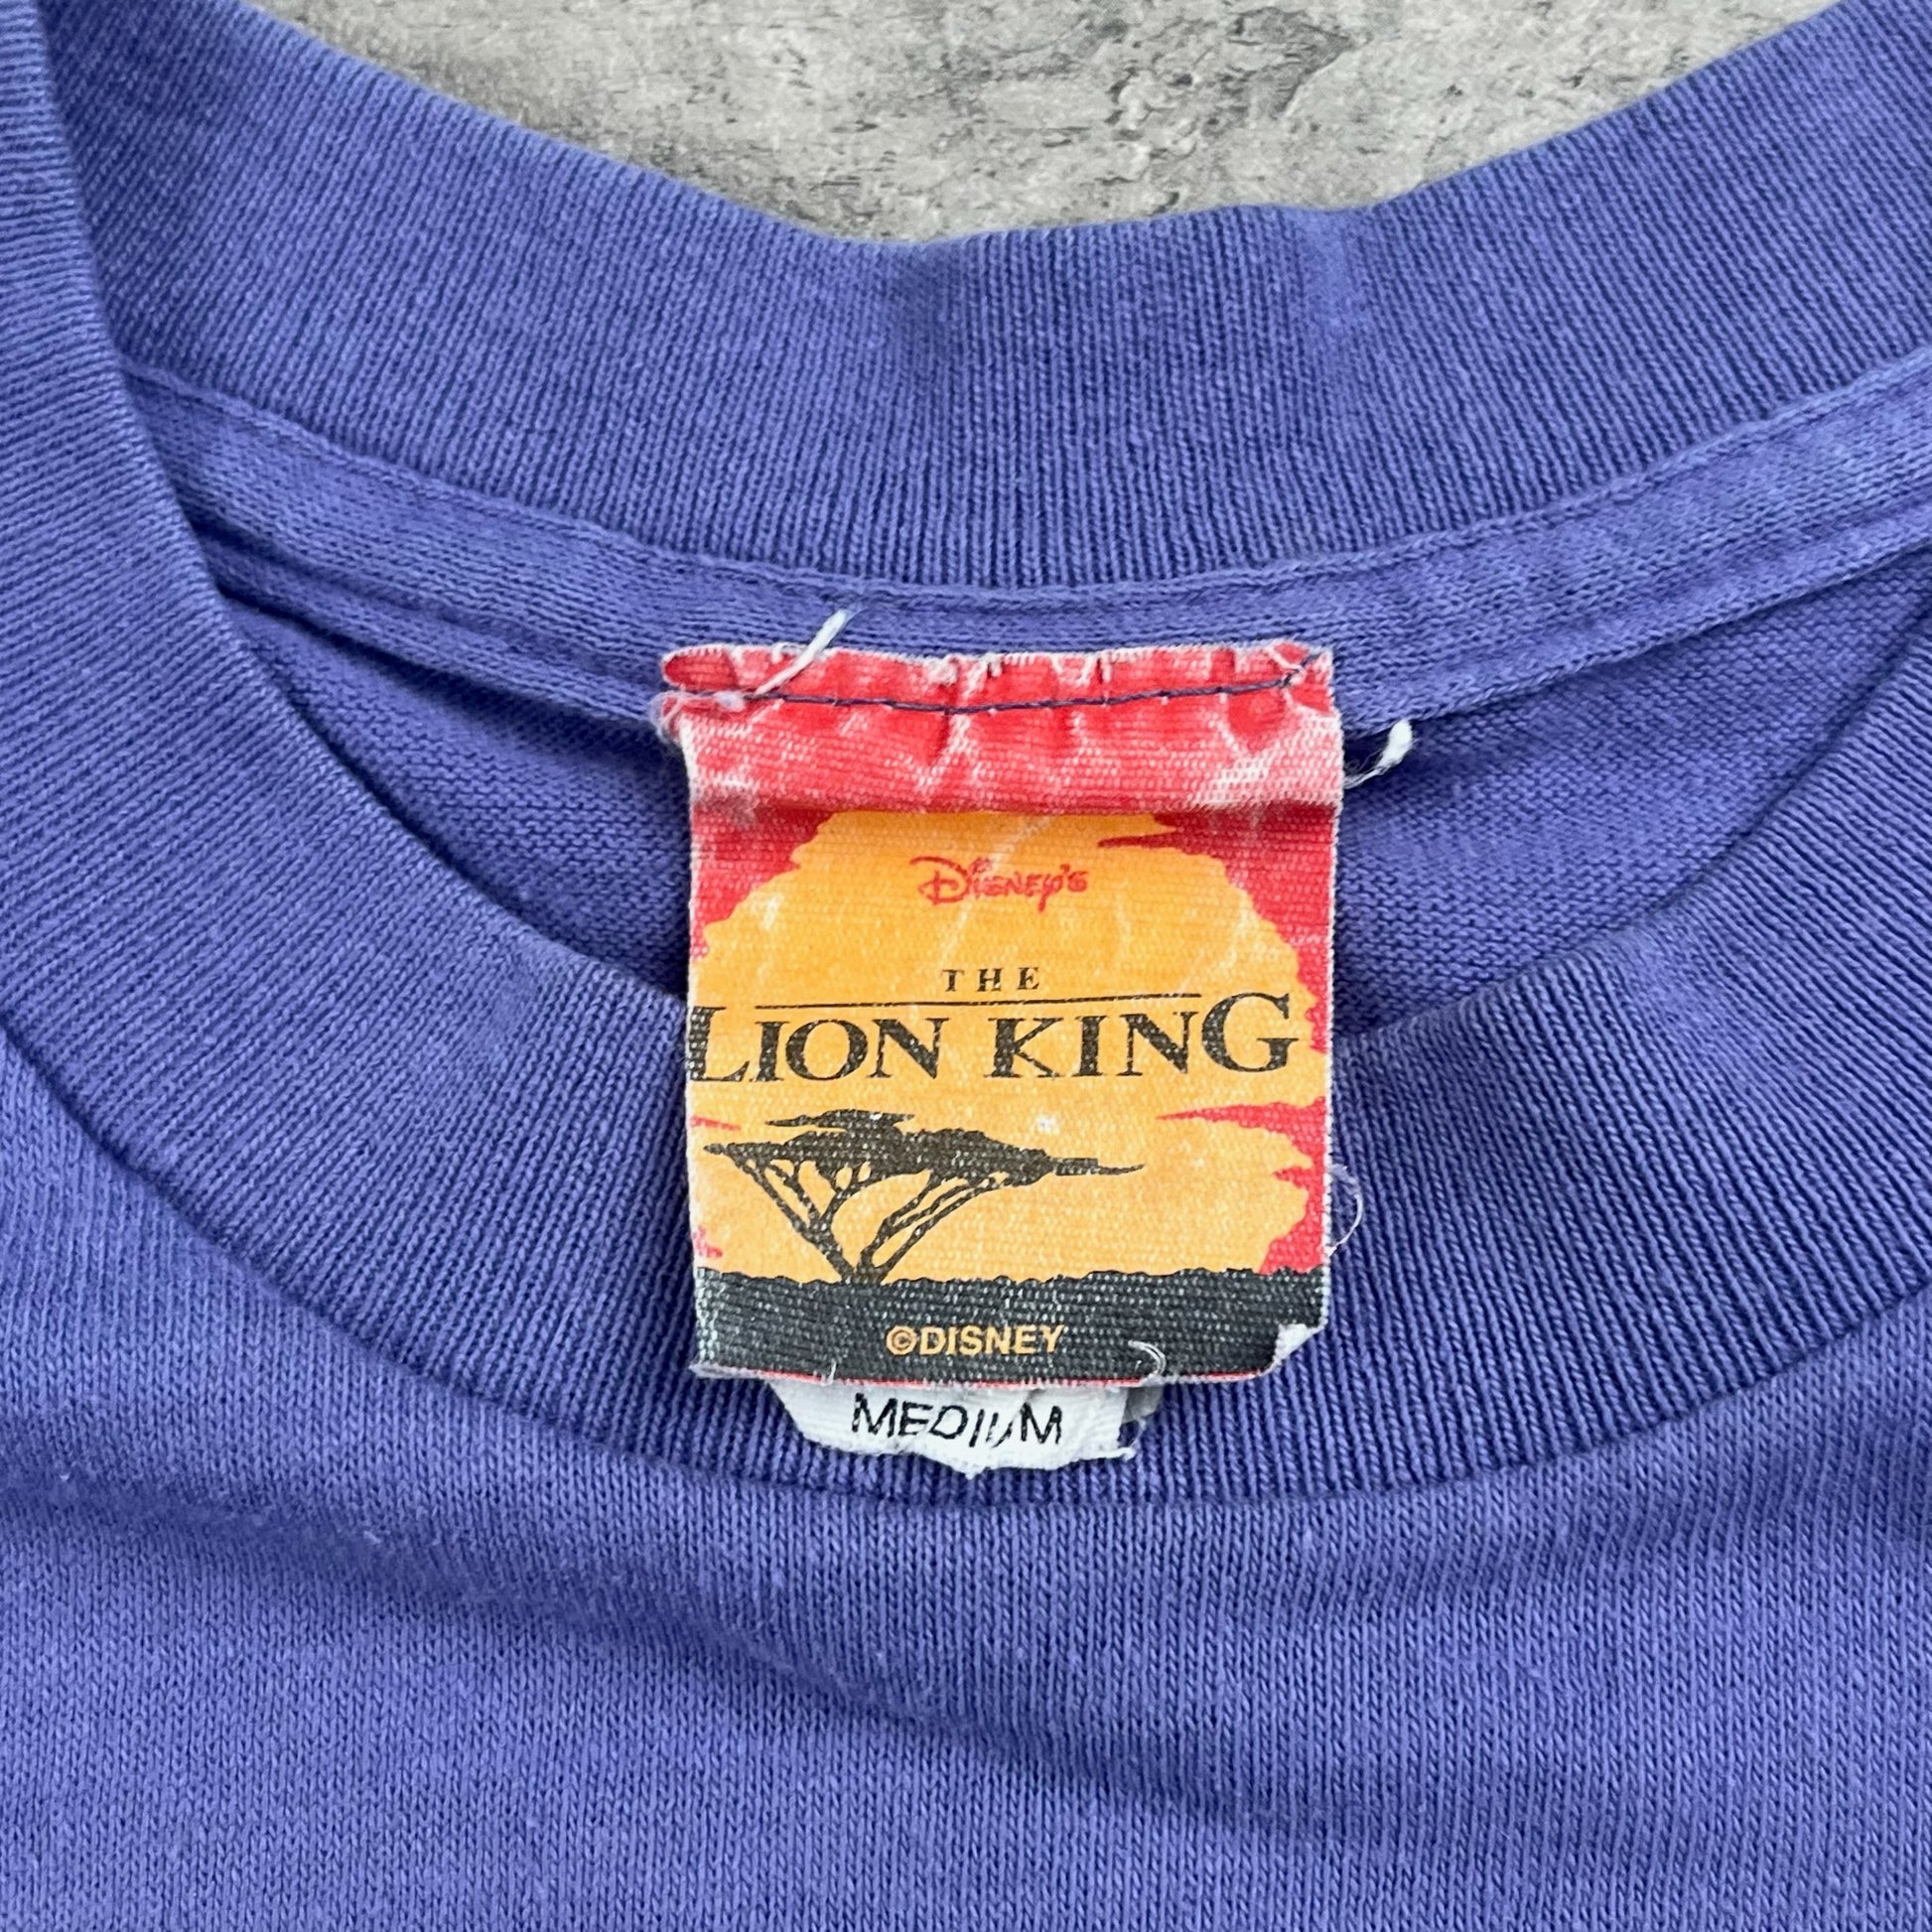 Disney's
THE
LION KING
©DISNEY
MEDIUM